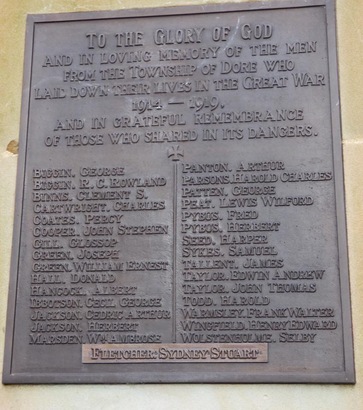 TO THE GLORY OF GOD
AND IN LOVING MEMORY OF THE MEN
FROM THE TOWNSHIP OF DORE WHO
LAID DOWN THEIR LIVES IN THE GREAT WAR
1914 — 1919.
AND IN GRATEFUL REMEMBRANCE
OF THOSE WHO SHARED IN ITS DANGERS.
BIGGIN, GEORGE
BIGGIN, R. G. ROWLAND
BINNS, CLEMENT S.
CARTWRIGHT, CHARLES
COATES, PERCY
COOPER, JOHN STEPHEN
GILL, GLOSSOP
GREEN, JOSEPH
GREEN, WILLIAM ERNEST
HALL, DONALD
HANCOCK, ALBERT
IBBOTSON, CECIL GEORGE
JACKSON, CEDRIC ARTHUR
JACKSON, HERBERT
MARSDEN, WM AMBROSE
PANTON, ARTHUR
PARSONS, HAROLD CHARLES
PATTEN, GEORGE
PEAT, LEWIS WILFORD
PYBUS, FRED
PYBUS, HERBERT
SEED, HARPER
SYKES, SAMUEL
TALLENT, JAMES
TAYLOR, EDWIN ANDREW
TAYLOR, JOHN THOMAS
TODD, HAROLD
WARMSLEY, FRANK WALTER
WINGFIELD, HENRY EDWARD
WOLSTENHOLME, SELBY
FLETCHER, SYDNEY STUART